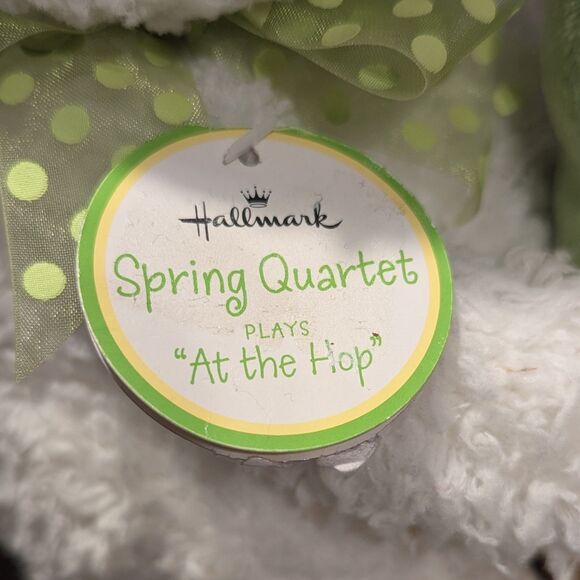 Hallmark
Spring Quartet
PLAYS
"At the Hop"